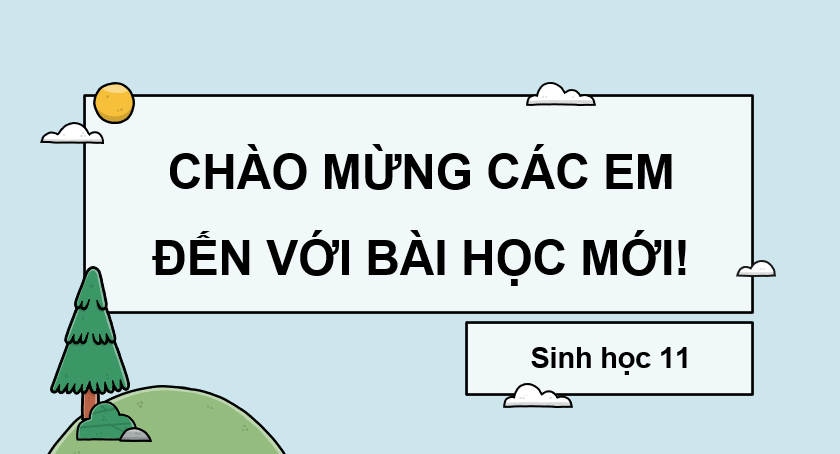 CHÀO MỪNG CÁC EM
ĐẾN VỚI BÀI HỌC MỚI!
Sinh học 11